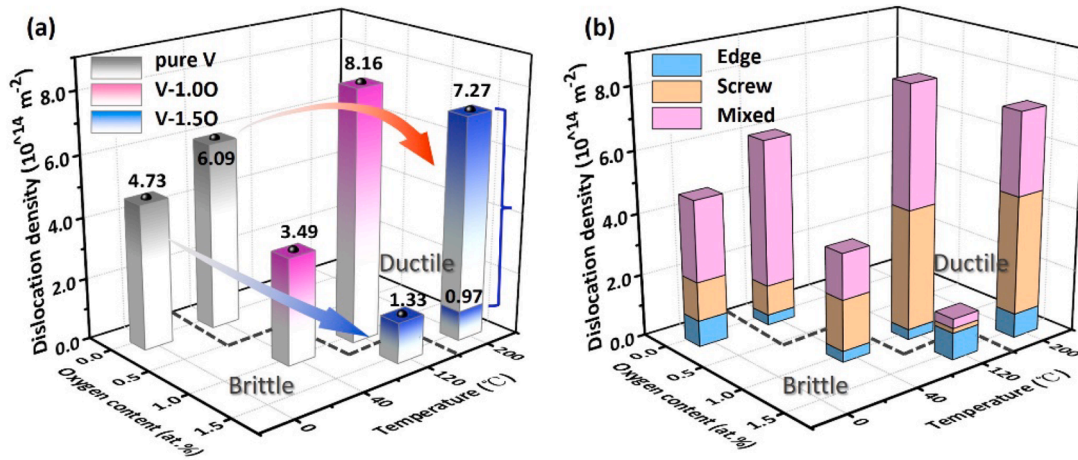 (a)
pure V
V-1.0O
V-1.5O
Dislocation density (10^14 m-2)
8.0
6.0
4.0
2.0
0.0
4.73
6.09
3.49
8.16
1.33
7.27
0.97
Ductile
Brittle
0.0
0.5
1.0
1.5
Oxygen content (at.%)
0
40
120
200
Temperature (℃)
(b)
Edge
Screw
Mixed
Dislocation density (10^14 m-2)
8.0
6.0
4.0
2.0
0.0
Ductile
Brittle
0.0
0.5
1.0
1.5
Oxygen content (at.%)
0
40
120
200
Temperature (℃)